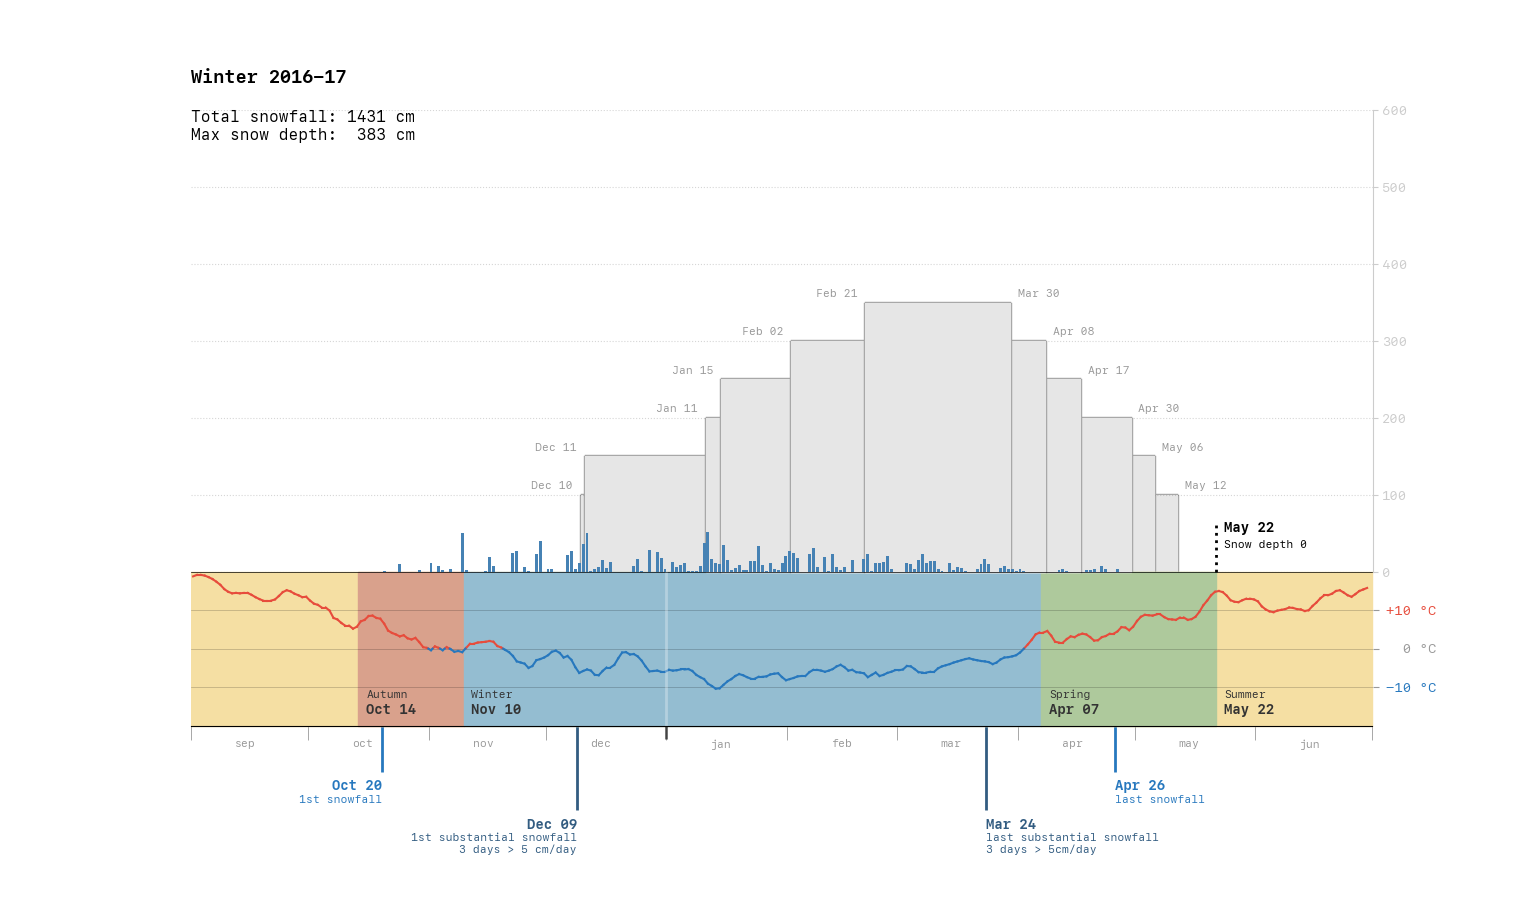 Winter 2016–17
Total snowfall: 1431 cm
Max snow depth:  383 cm
600
500
400
300
200
100
0
Feb 21
Mar 30
Feb 02
Apr 08
Jan 15
Apr 17
Jan 11
Apr 30
Dec 11
May 06
Dec 10
May 12
May 22
Snow depth 0
+10 °C
0 °C
−10 °C
Autumn
Oct 14
Winter
Nov 10
Spring
Apr 07
Summer
May 22
sep
oct
nov
dec
jan
feb
mar
apr
may
jun
Oct 20
1st snowfall
Apr 26
last snowfall
Dec 09
1st substantial snowfall
3 days > 5 cm/day
Mar 24
last substantial snowfall
3 days > 5cm/day